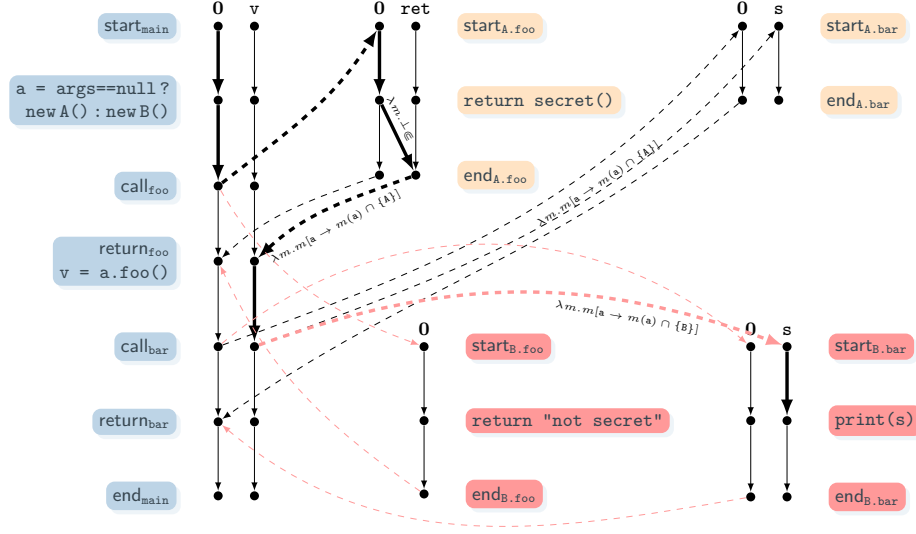 0 v 0 ret 0 s
start_main start_A.foo start_A.bar
a = args==null?
new A() : new B()
return secret() end_A.bar
λm.⊤⋓
call_foo end_A.foo
λm.m[a → m(a) ∩ {A}]
λm.m[a → m(a) ∩ {A}]
return_foo
v = a.foo()
λm.m[a → m(a) ∩ {B}]
0 0 s
call_bar start_B.foo start_B.bar
return_bar return "not secret" print(s)
end_main end_B.foo end_B.bar